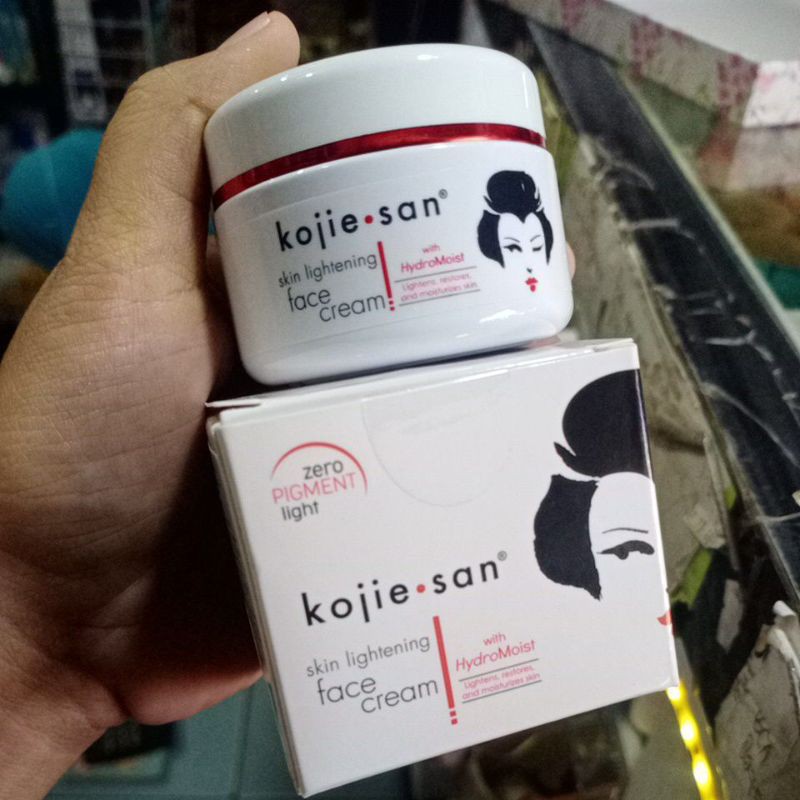 kojie•san®
skin lightening
face
cream
with
HydroMoist
Lightens, restores,
and moisturizes skin
zero
PIGMENT
light
kojie•san®
skin lightening
face
cream
with
HydroMoist
Lightens, restores,
and moisturizes skin